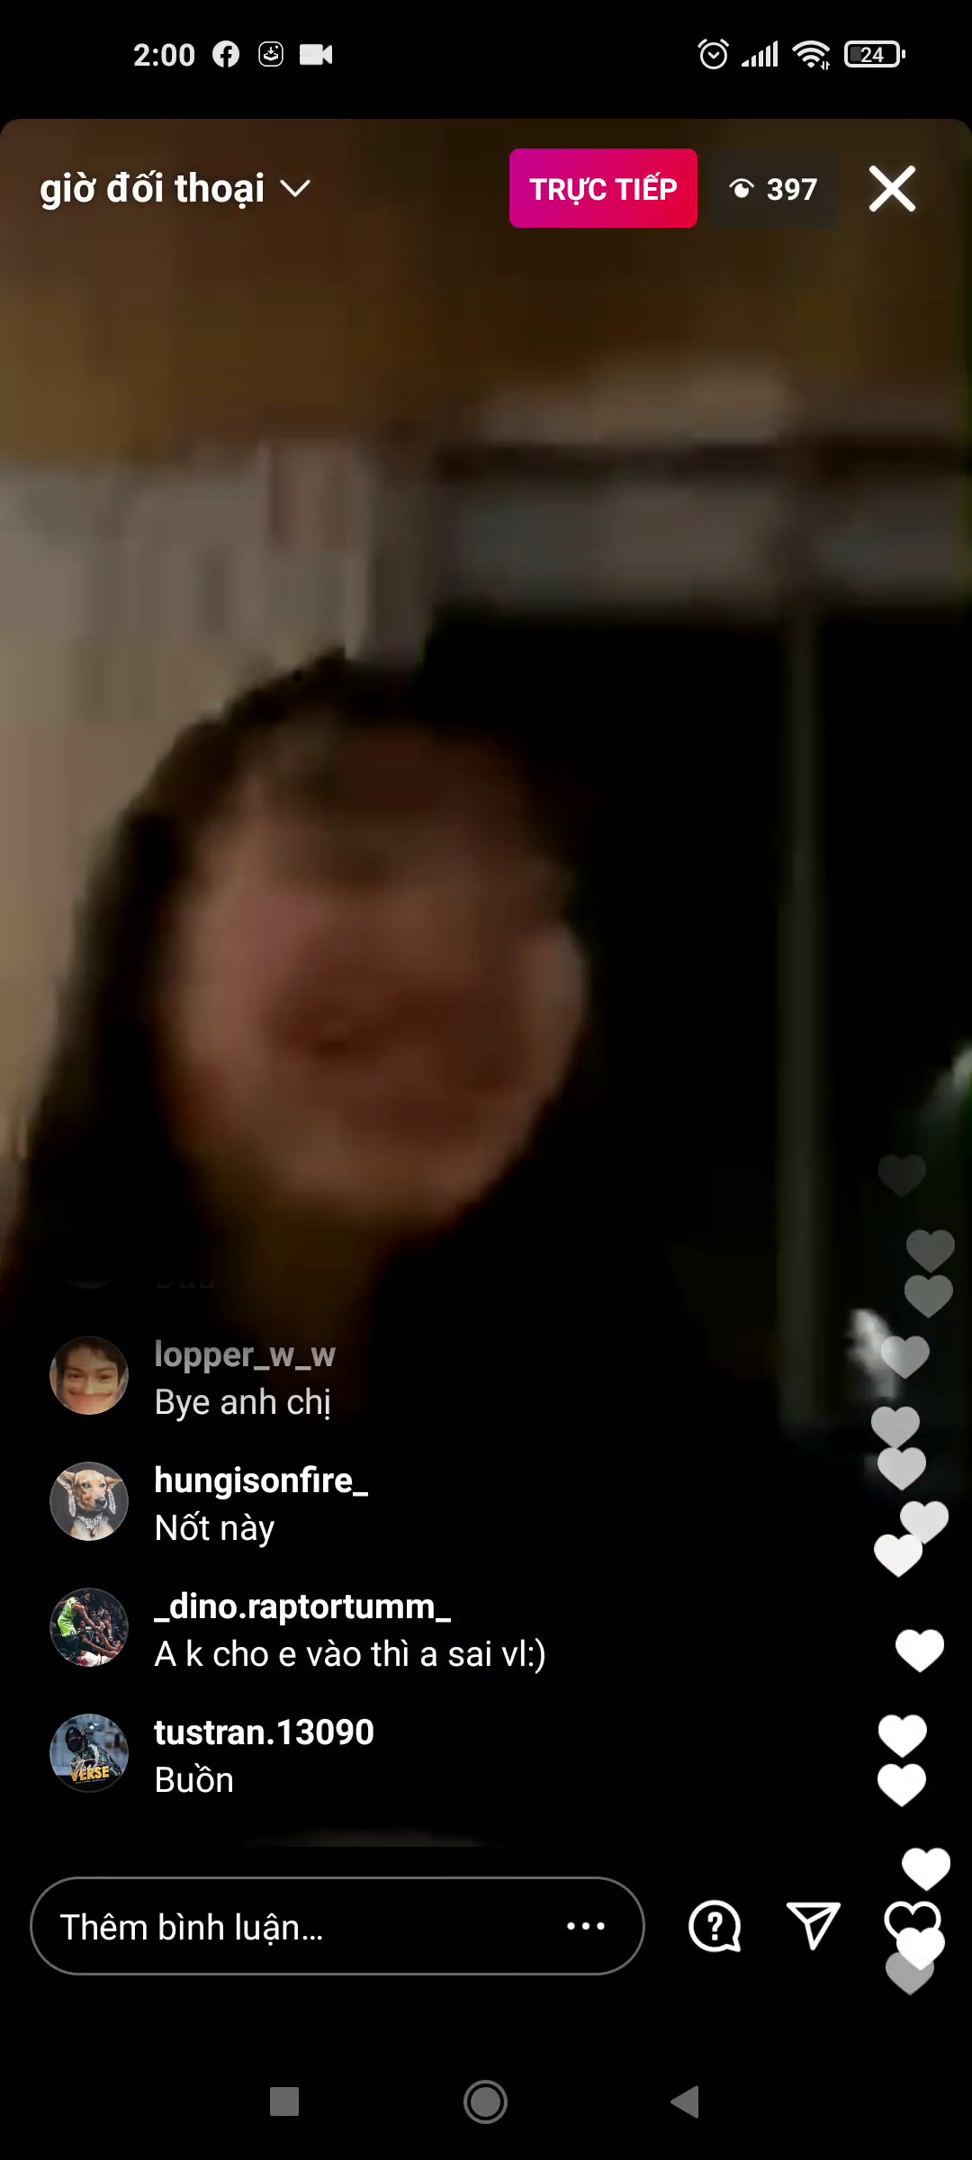 2:00
24
giờ đối thoại
TRỰC TIẾP
397
lopper_w_w
Bye anh chị
hungisonfire_
Nốt này
_dino.raptortumm_
A k cho e vào thì a sai vl:)
VERSE
tustran.13090
Buồn
Thêm bình luận...